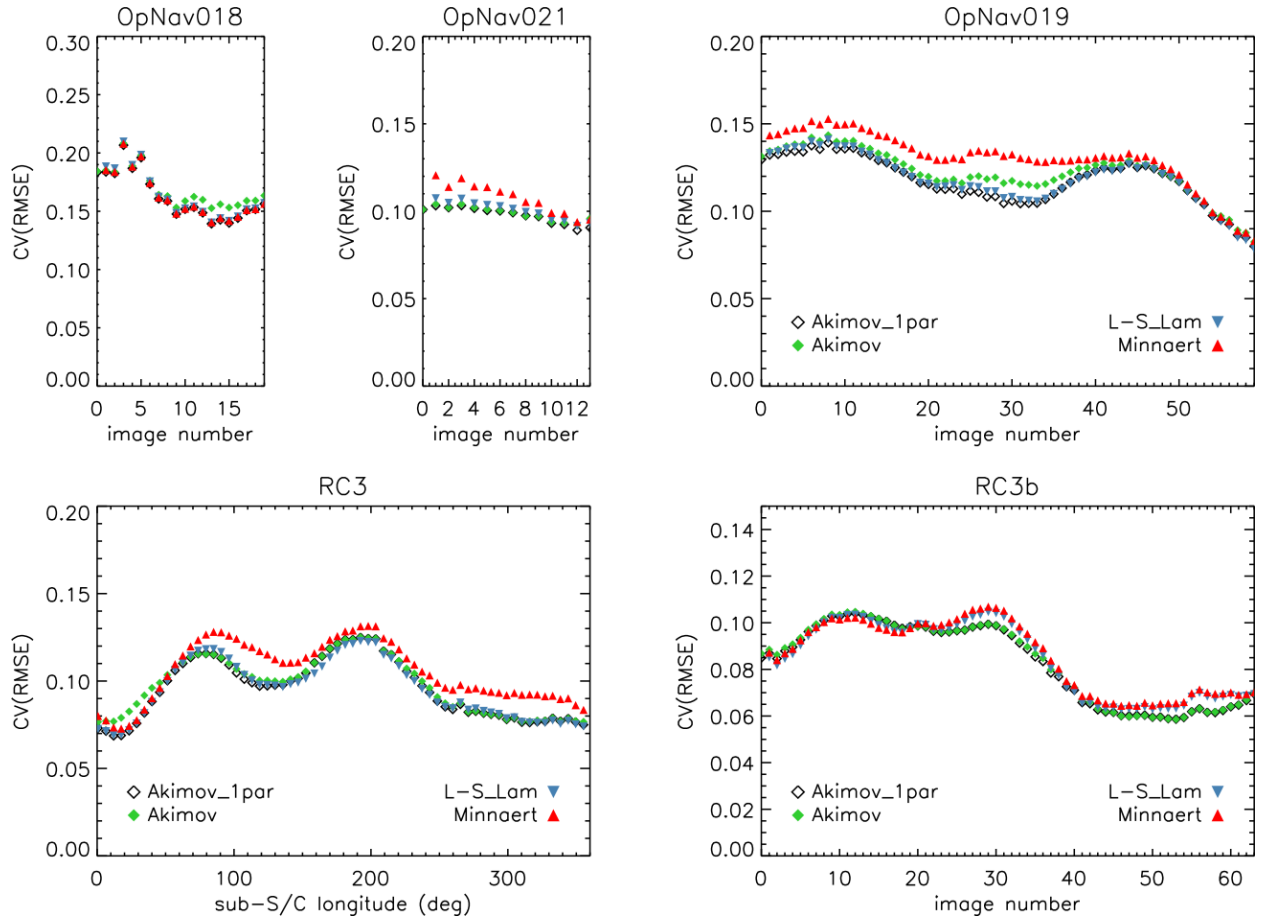 OpNav018
CV(RMSE)
0.30
0.25
0.20
0.15
0.10
0.05
0.00
0 5 10 15
image number
OpNav021
CV(RMSE)
0.20
0.15
0.10
0.05
0.00
0 2 4 6 8 10 12
image number
OpNav019
CV(RMSE)
0.20
0.15
0.10
0.05
0.00
Akimov_1par
Akimov
L-S_Lam
Minnaert
0 10 20 30 40 50
image number
RC3
CV(RMSE)
0.20
0.15
0.10
0.05
0.00
Akimov_1par
Akimov
L-S_Lam
Minnaert
0 100 200 300
sub-S/C longitude (deg)
RC3b
CV(RMSE)
0.14
0.12
0.10
0.08
0.06
0.04
0.02
0.00
Akimov_1par
Akimov
L-S_Lam
Minnaert
0 10 20 30 40 50 60
image number